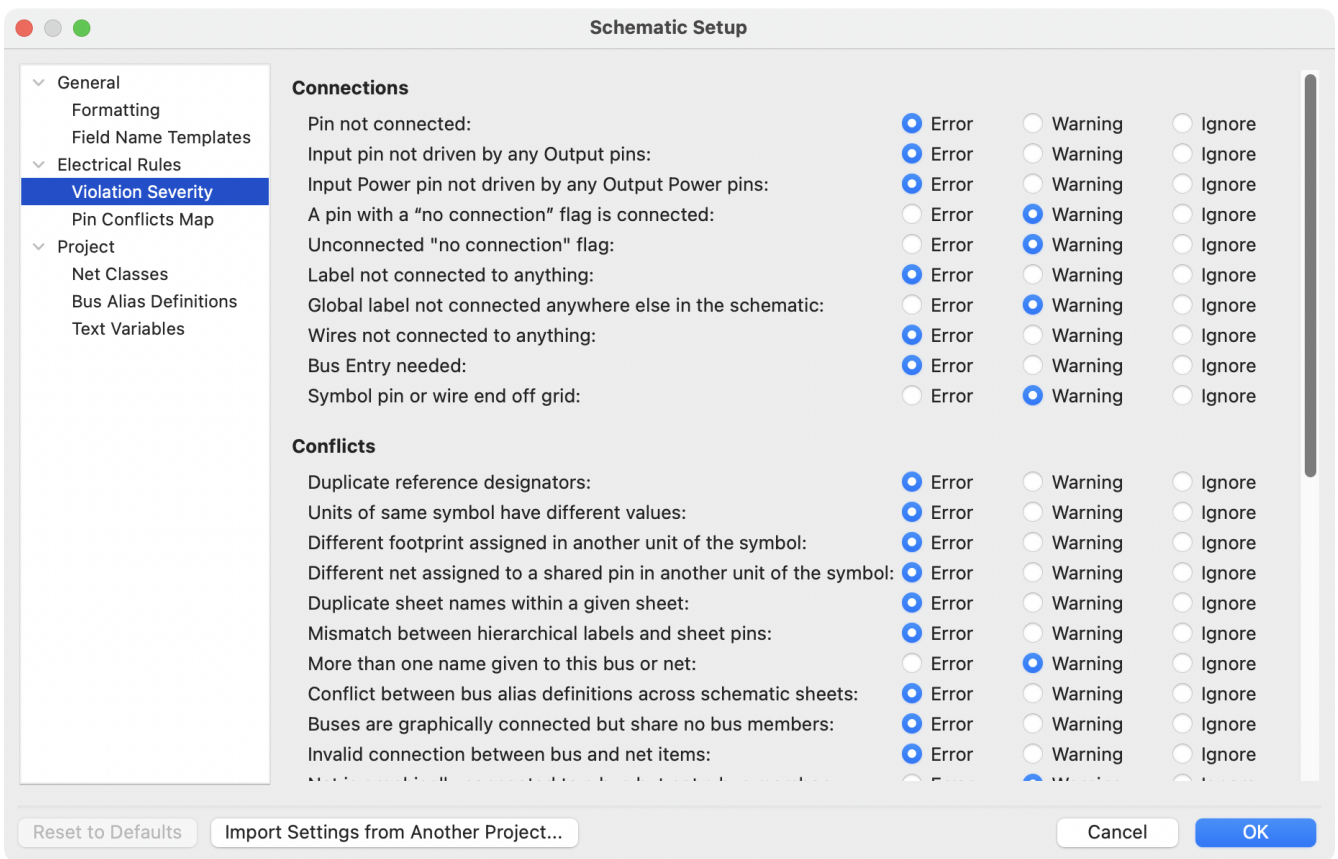 Schematic Setup
General
Formatting
Field Name Templates
Electrical Rules
Violation Severity
Pin Conflicts Map
Project
Net Classes
Bus Alias Definitions
Text Variables
Connections
Pin not connected: Error Warning Ignore
Input pin not driven by any Output pins: Error Warning Ignore
Input Power pin not driven by any Output Power pins: Error Warning Ignore
A pin with a “no connection” flag is connected: Error Warning Ignore
Unconnected "no connection" flag: Error Warning Ignore
Label not connected to anything: Error Warning Ignore
Global label not connected anywhere else in the schematic: Error Warning Ignore
Wires not connected to anything: Error Warning Ignore
Bus Entry needed: Error Warning Ignore
Symbol pin or wire end off grid: Error Warning Ignore
Conflicts
Duplicate reference designators: Error Warning Ignore
Units of same symbol have different values: Error Warning Ignore
Different footprint assigned in another unit of the symbol: Error Warning Ignore
Different net assigned to a shared pin in another unit of the symbol: Error Warning Ignore
Duplicate sheet names within a given sheet: Error Warning Ignore
Mismatch between hierarchical labels and sheet pins: Error Warning Ignore
More than one name given to this bus or net: Error Warning Ignore
Conflict between bus alias definitions across schematic sheets: Error Warning Ignore
Buses are graphically connected but share no bus members: Error Warning Ignore
Invalid connection between bus and net items: Error Warning Ignore
Reset to Defaults Import Settings from Another Project... Cancel OK